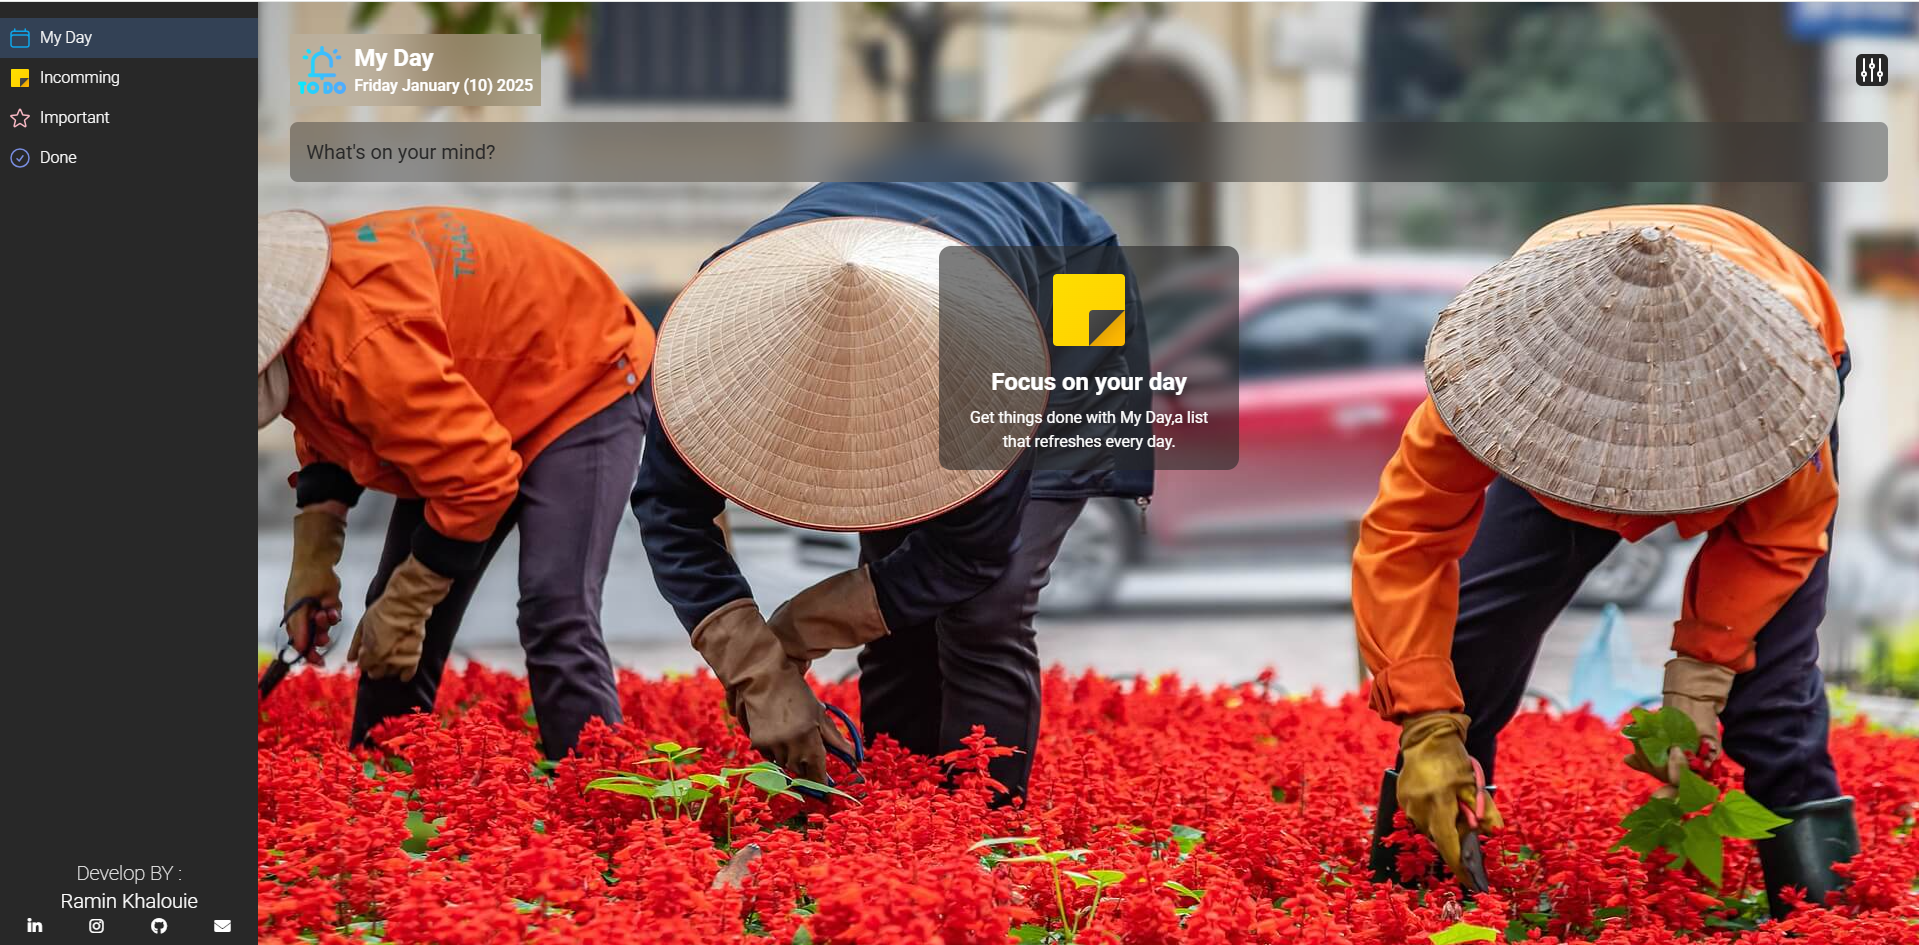 My Day
Incomming
Important
Done
TO DO
My Day
Friday January (10) 2025
What's on your mind?
Focus on your day
Get things done with My Day,a list
that refreshes every day.
Develop BY :
Ramin Khalouie